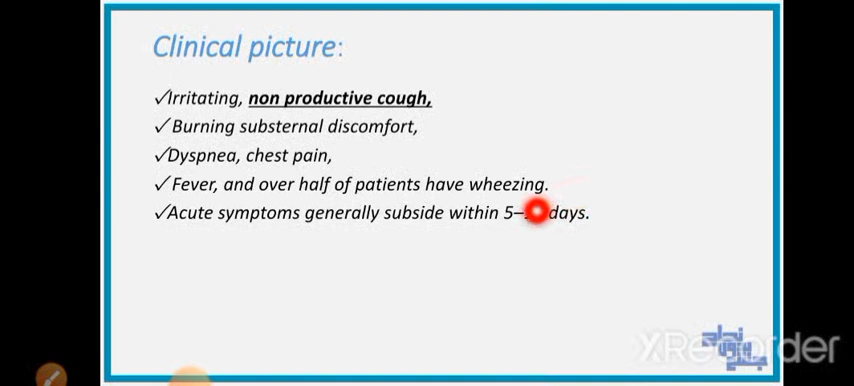 Clinical picture:
✓Irritating, non productive cough,
✓Burning substernal discomfort,
✓Dyspnea, chest pain,
✓Fever, and over half of patients have wheezing.
✓Acute symptoms generally subside within 5– days.
XRecorder